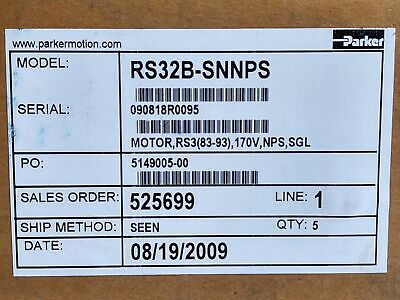 www.parkermotion.com Parker
MODEL: RS32B-SNNPS
SERIAL: 090818R0095
MOTOR,RS3(83-93),170V,NPS,SGL
PO: 5149005-00
SALES ORDER: 525699 LINE: 1
SHIP METHOD: SEEN QTY: 5
DATE: 08/19/2009